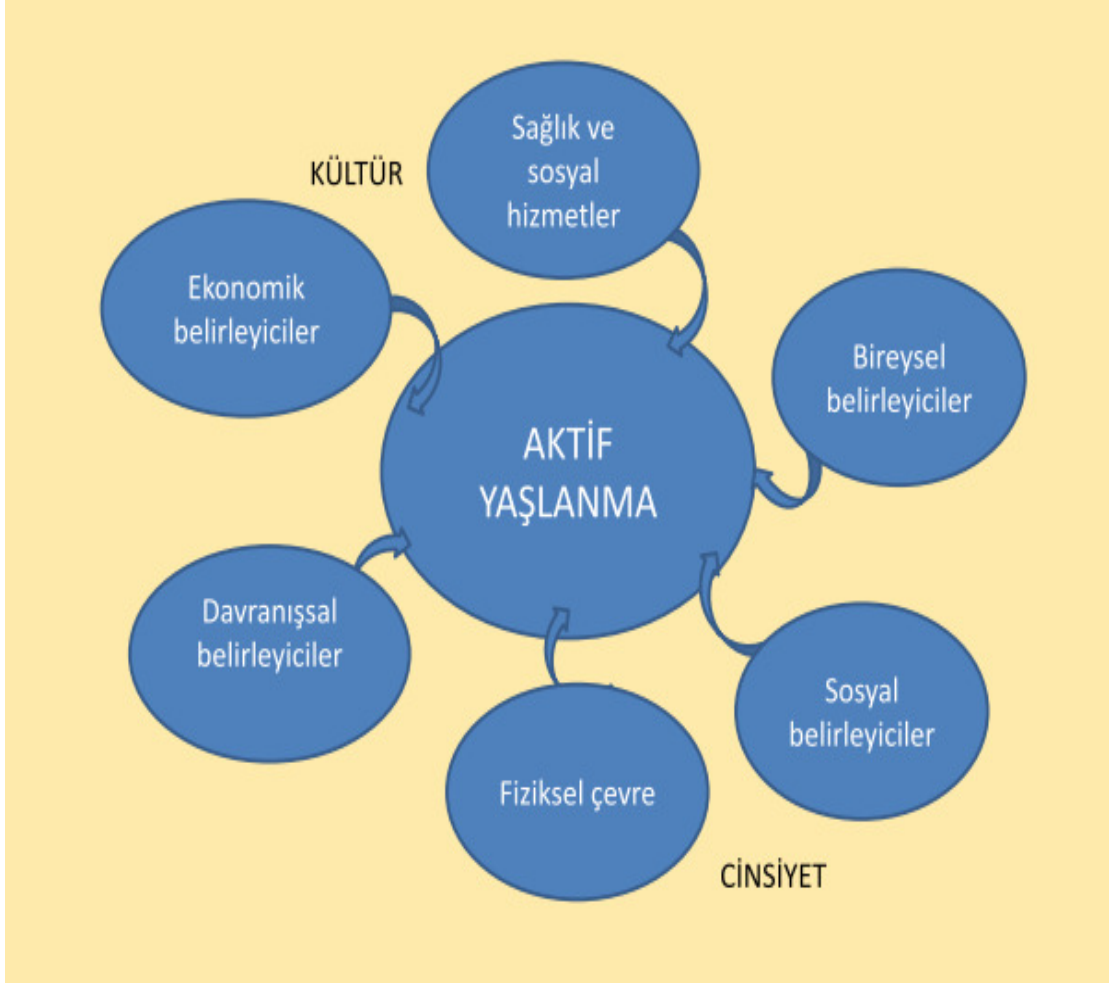 KÜLTÜR
Sağlık ve
sosyal
hizmetler
Ekonomik
belirleyiciler
Bireysel
belirleyiciler
AKTİF
YAŞLANMA
Davranışsal
belirleyiciler
Sosyal
belirleyiciler
Fiziksel çevre
CİNSİYET